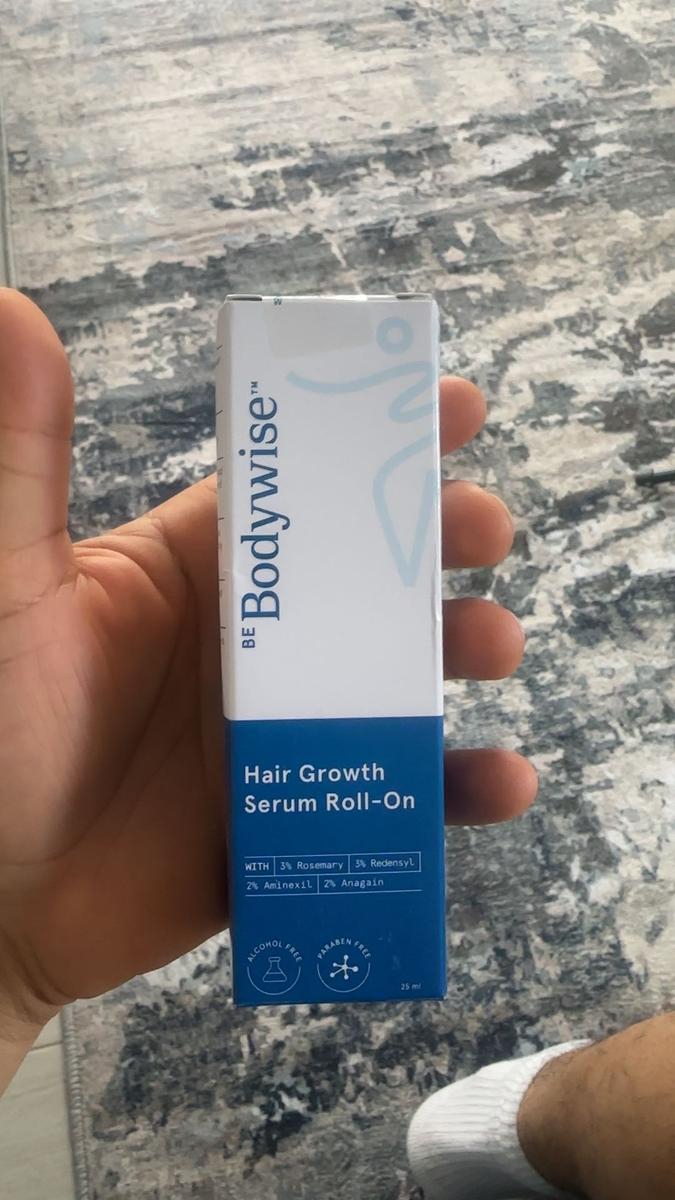 BE Bodywise™
Hair Growth
Serum Roll-On
WITH 3% Rosemary 3% Redensyl
2% Aminexil 2% Anagain
ALCOHOL FREE
PARABEN FREE
25 ml